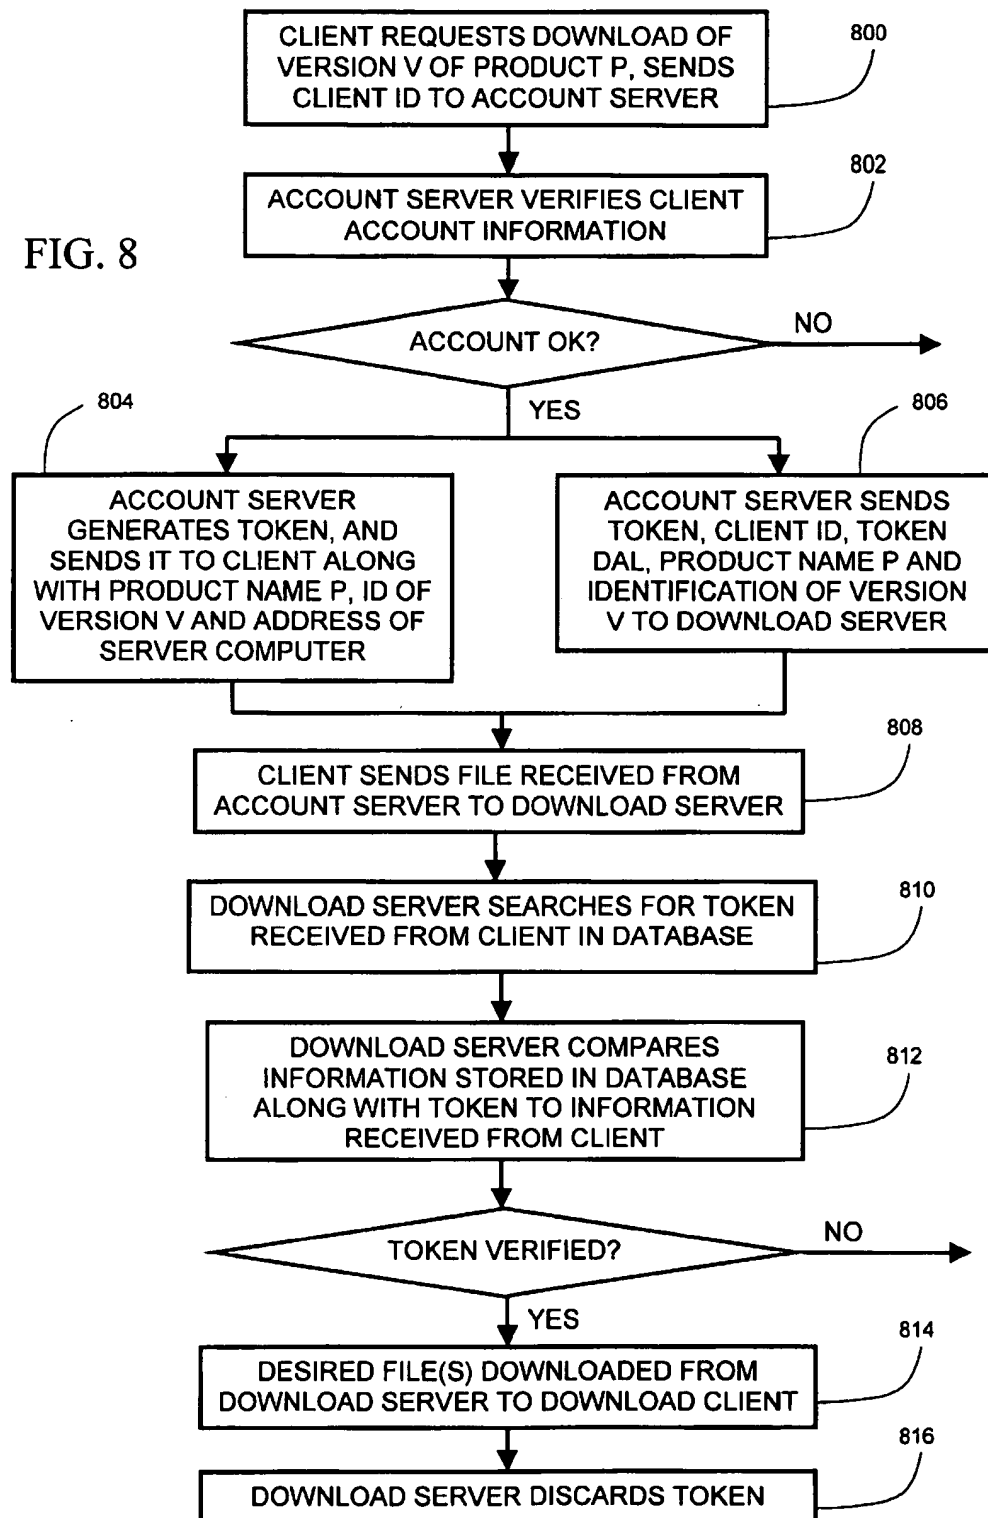 CLIENT REQUESTS DOWNLOAD OF
VERSION V OF PRODUCT P, SENDS
CLIENT ID TO ACCOUNT SERVER
800
ACCOUNT SERVER VERIFIES CLIENT
ACCOUNT INFORMATION
802
FIG. 8
ACCOUNT OK?
NO
YES
804
806
ACCOUNT SERVER
GENERATES TOKEN, AND
SENDS IT TO CLIENT ALONG
WITH PRODUCT NAME P, ID OF
VERSION V AND ADDRESS OF
SERVER COMPUTER
ACCOUNT SERVER SENDS
TOKEN, CLIENT ID, TOKEN
DAL, PRODUCT NAME P AND
IDENTIFICATION OF VERSION
V TO DOWNLOAD SERVER
808
CLIENT SENDS FILE RECEIVED FROM
ACCOUNT SERVER TO DOWNLOAD SERVER
810
DOWNLOAD SERVER SEARCHES FOR TOKEN
RECEIVED FROM CLIENT IN DATABASE
812
DOWNLOAD SERVER COMPARES
INFORMATION STORED IN DATABASE
ALONG WITH TOKEN TO INFORMATION
RECEIVED FROM CLIENT
TOKEN VERIFIED?
NO
YES
814
DESIRED FILE(S) DOWNLOADED FROM
DOWNLOAD SERVER TO DOWNLOAD CLIENT
816
DOWNLOAD SERVER DISCARDS TOKEN